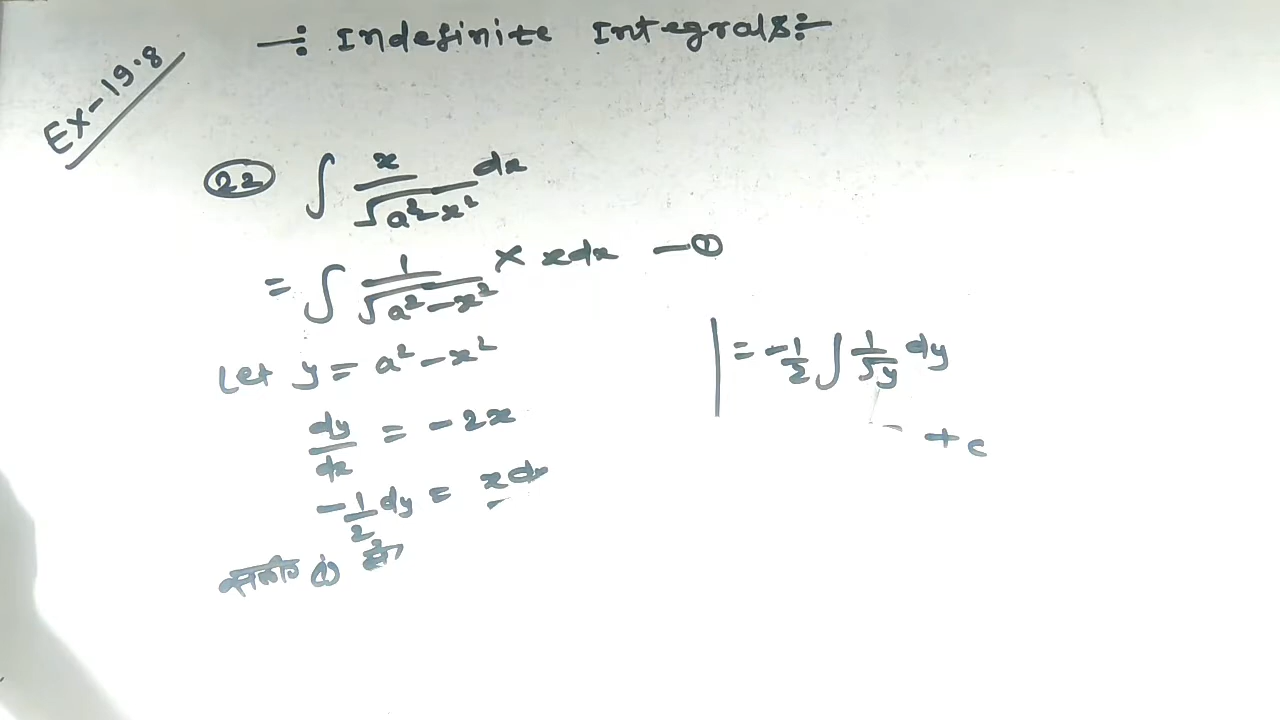 -: Indefinite Integrals:-
EX-19.8
22 ∫ x/√(a²-x²) dx
= ∫ 1/√(a²-x²) × xdx — ①
Let y = a²-x²
dy/dx = -2x
-1/2 dy = xdx
① से
= -1/2 ∫ 1/√y dy
+ c